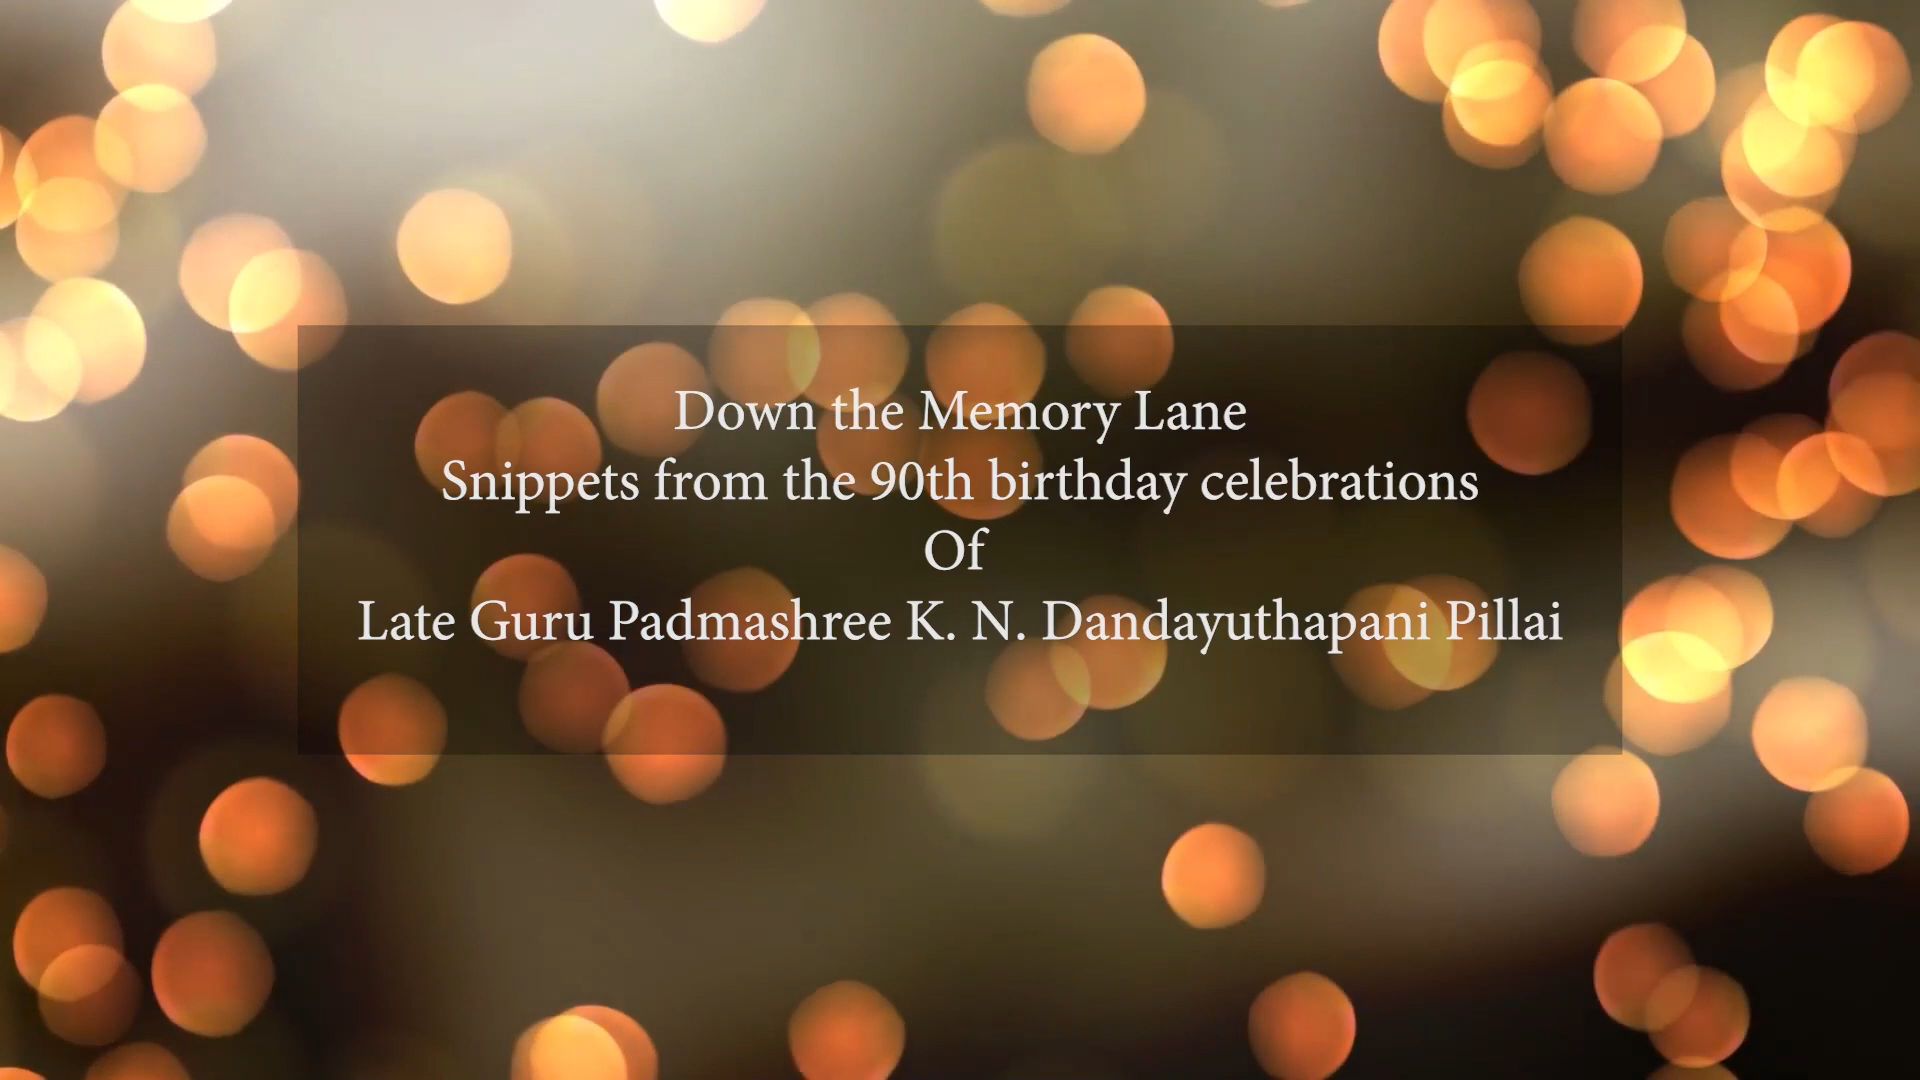 Down the Memory Lane
Snippets from the 90th birthday celebrations
Of
Late Guru Padmashree K. N. Dandayuthapani Pillai